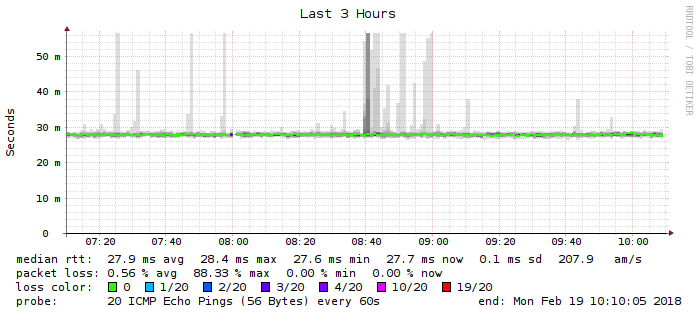 Last 3 Hours
RRDTOOL / TOBI OETIKER
Seconds
50 m
40 m
30 m
20 m
10 m
0
07:20 07:40 08:00 08:20 08:40 09:00 09:20 09:40 10:00
median rtt: 27.9 ms avg 28.4 ms max 27.6 ms min 27.7 ms now 0.1 ms sd 207.9 am/s
packet loss: 0.56 % avg 88.33 % max 0.00 % min 0.00 % now
loss color: 0 1/20 2/20 3/20 4/20 10/20 19/20
probe: 20 ICMP Echo Pings (56 Bytes) every 60s end: Mon Feb 19 10:10:05 2018